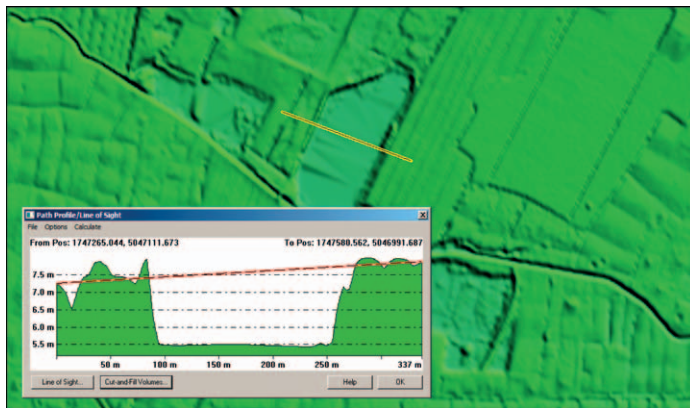 Path Profile/Line of Sight
File Options Calculate
From Pos: 1747265.044, 5047111.673 To Pos: 1747580.562, 5046991.687
7.5 m
7.0 m
6.5 m
6.0 m
5.5 m
50 m 100 m 150 m 200 m 250 m 337 m
Line of Sight... Cut-and-Fill Volumes... Help OK